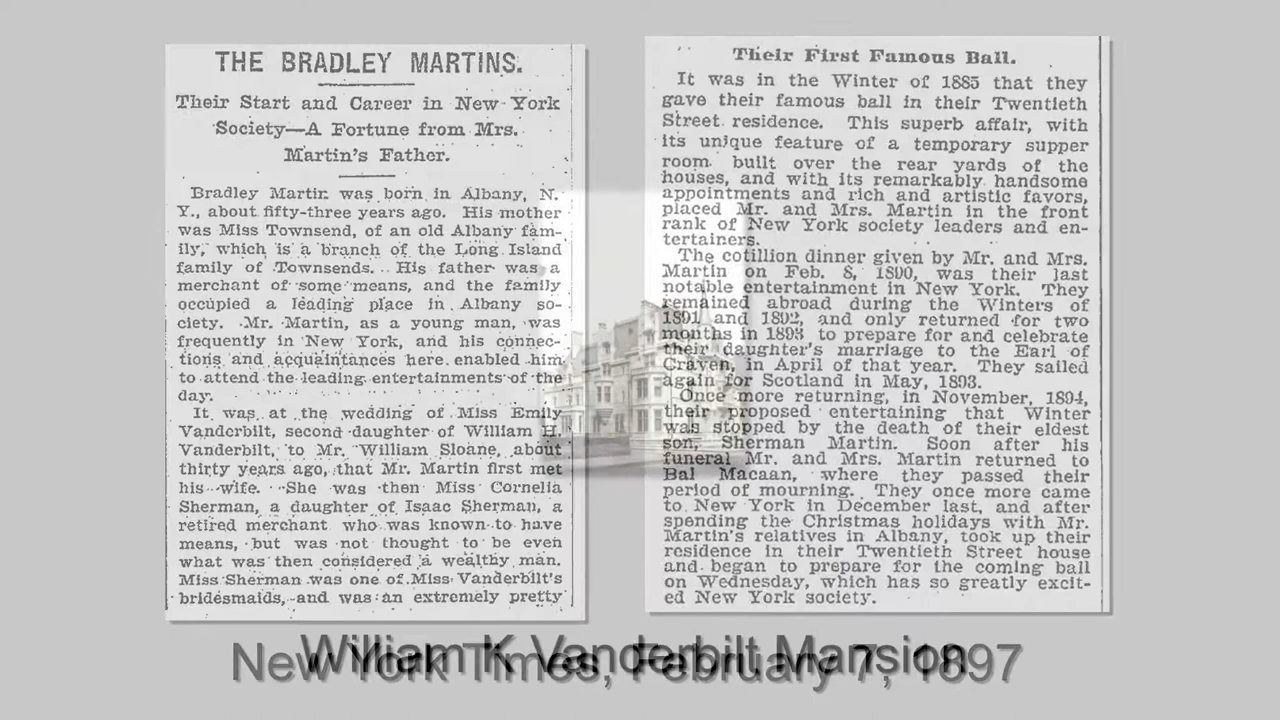 THE BRADLEY MARTINS.
Their Start and Career in New York
Society—A Fortune from Mrs.
Martin's Father.
Bradley Martin was born in Albany, N.
Y., about fifty-three years ago. His mother
was Miss Townsend, of an old Albany fam-
ily, which is a branch of the Long Island
family of Townsends. His father was a
merchant of some means, and the family
occupied a leading place in Albany so-
ciety. Mr. Martin, as a young man, was
frequently in New York, and his connec-
tions and acquaintances here enabled him
to attend the leading entertainments of the
day.
It was at the wedding of Miss Emily
Vanderbilt, second daughter of William H.
Vanderbilt, to Mr. William Sloane, about
thirty years ago, that Mr. Martin first met
his wife. She was then Miss Cornelia
Sherman, a daughter of Isaac Sherman, a
retired merchant who was known to have
means, but was not thought to be even
what was then considered a wealthy man.
Miss Sherman was one of Miss Vanderbilt's
bridesmaids, and was an extremely pretty
Their First Famous Ball.
It was in the Winter of 1885 that they
gave their famous ball in their Twentieth
Street residence. This superb affair, with
its unique feature of a temporary supper
room built over the rear yards of the
houses, and with its remarkably handsome
appointments and rich and artistic favors,
placed Mr. and Mrs. Martin in the front
rank of New York society leaders and en-
tertainers.
The cotillion dinner given by Mr. and Mrs.
Martin on Feb. 8, 1890, was their last
notable entertainment in New York. They
remained abroad during the Winters of
1891 and 1892, and only returned for two
months in 1893 to prepare for and celebrate
their daughter's marriage to the Earl of
Craven, in April of that year. They sailed
again for Scotland in May, 1893.
Once more returning, in November, 1894,
their proposed entertaining that Winter
was stopped by the death of their eldest
son, Sherman Martin. Soon after his
funeral Mr. and Mrs. Martin returned to
Bal Macaan, where they passed their
period of mourning. They once more came
to New York in December last, and after
spending the Christmas holidays with Mr.
Martin's relatives in Albany, took up their
residence in their Twentieth Street house
and began to prepare for the coming ball
on Wednesday, which has so greatly excit-
ed New York society.
William K Vanderbilt Mansion
New York Times, February 7, 1897